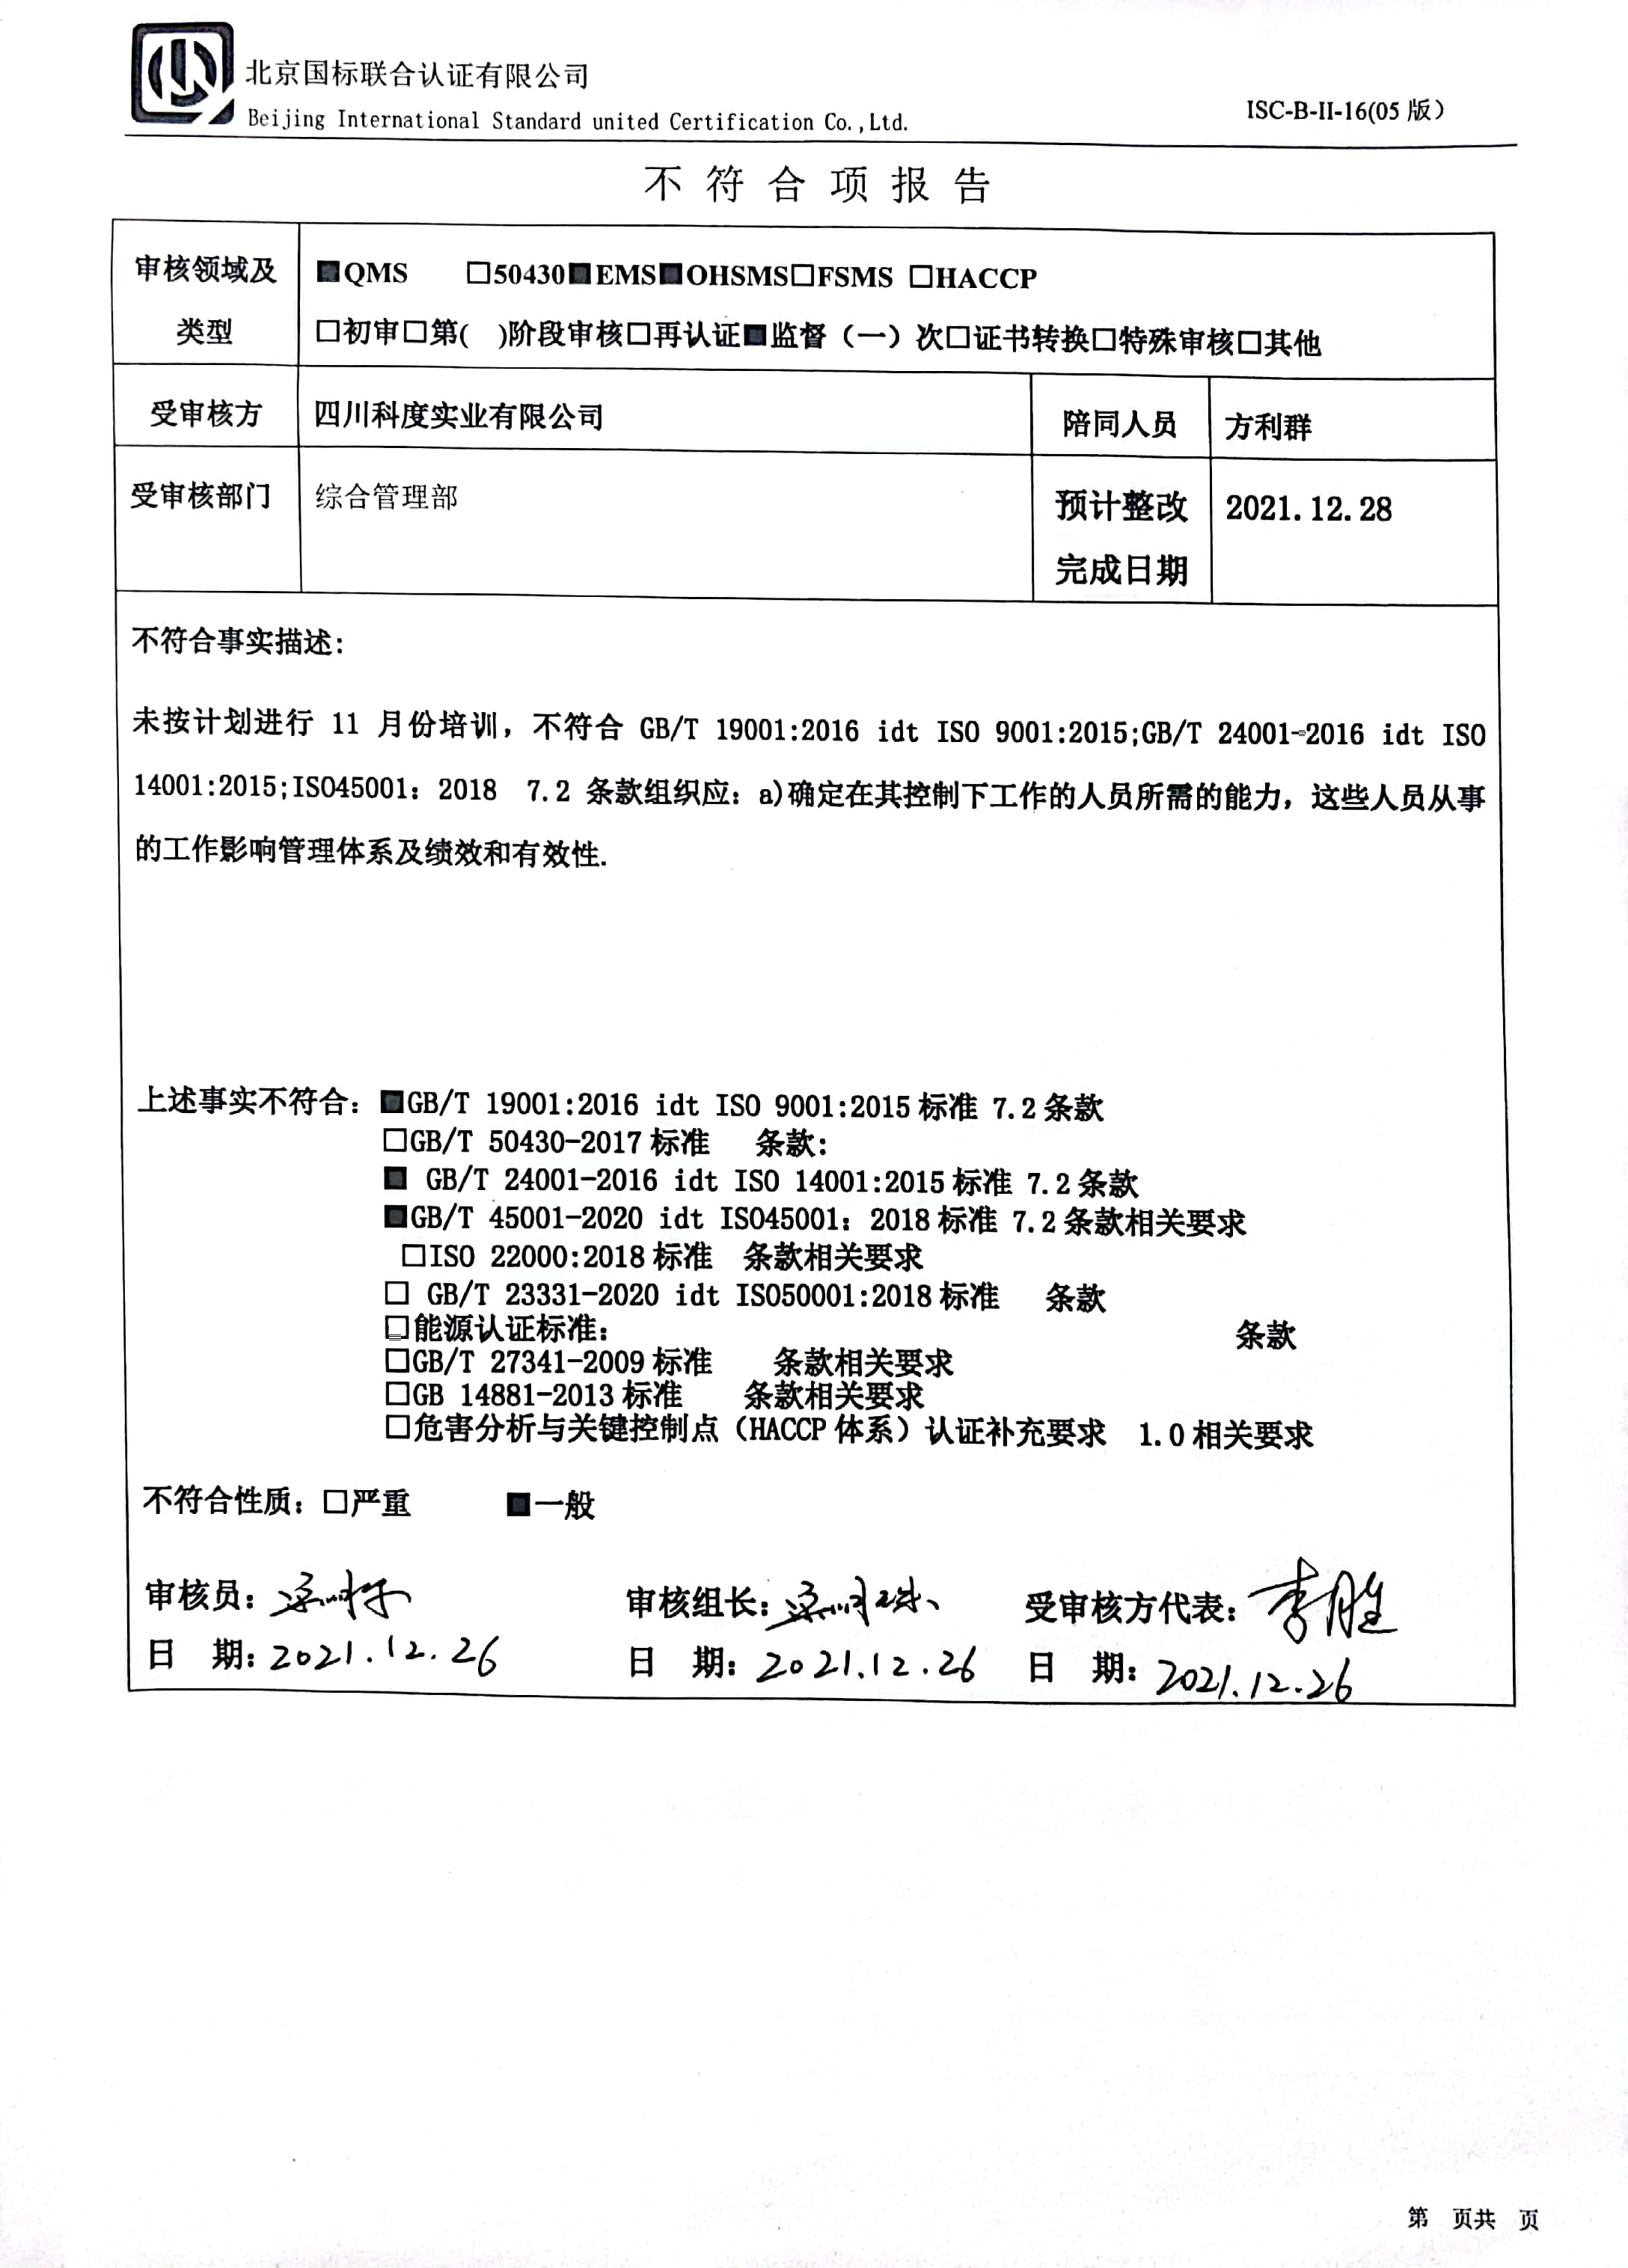 北京国标联合认证有限公司
Beijing International Standard united Certification Co.,Ltd.
ISC-B-II-16(05 版)
不符合项报告
审核领域及类型
■QMS □50430■EMS■OHSMS□FSMS □HACCP
□初审□第( )阶段审核□再认证■监督（一）次□证书转换□特殊审核□其他
受审核方
四川科度实业有限公司
陪同人员
方利群
受审核部门
综合管理部
预计整改
完成日期
2021.12.28
不符合事实描述:
未按计划进行 11 月份培训，不符合 GB/T 19001:2016 idt ISO 9001:2015;GB/T 24001-2016 idt ISO
14001:2015;ISO45001: 2018 7.2 条款组织应: a)确定在其控制下工作的人员所需的能力，这些人员从事
的工作影响管理体系及绩效和有效性.
上述事实不符合: ■GB/T 19001:2016 idt ISO 9001:2015 标准 7.2 条款
□GB/T 50430-2017 标准 条款:
■ GB/T 24001-2016 idt ISO 14001:2015 标准 7.2 条款
■GB/T 45001-2020 idt ISO45001: 2018 标准 7.2 条款相关要求
□ISO 22000:2018 标准 条款相关要求
□ GB/T 23331-2020 idt ISO50001:2018 标准 条款
□能源认证标准: 条款
□GB/T 27341-2009 标准 条款相关要求
□GB 14881-2013 标准 条款相关要求
□危害分析与关键控制点（HACCP 体系）认证补充要求 1.0 相关要求
不符合性质: □严重 ■一般
审核员: 审核组长: 受审核方代表: 李胜
日 期: 2021.12.26 日 期: 2021.12.26 日 期: 2021.12.26
第 页共 页